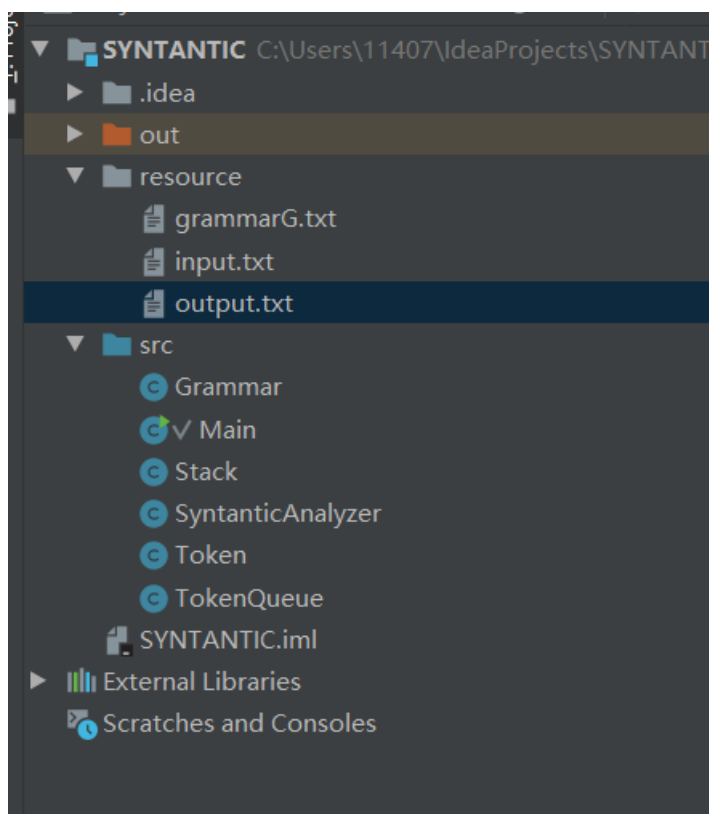 SYNTANTIC C:\Users\11407\IdeaProjects\SYNTANT
.idea
out
resource
grammarG.txt
input.txt
output.txt
src
Grammar
Main
Stack
SyntanticAnalyzer
Token
TokenQueue
SYNTANTIC.iml
External Libraries
Scratches and Consoles